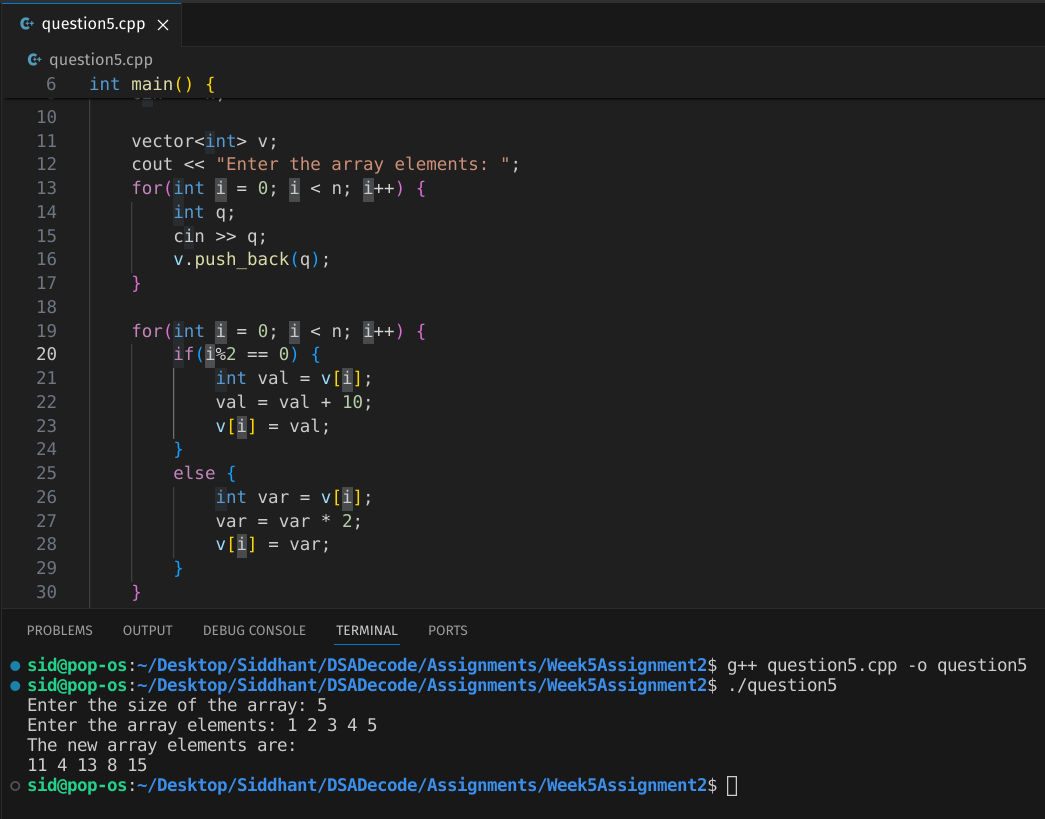 question5.cpp
question5.cpp
6 int main() {
10
11 vector<int> v;
12 cout << "Enter the array elements: ";
13 for(int i = 0; i < n; i++) {
14 int q;
15 cin >> q;
16 v.push_back(q);
17 }
18
19 for(int i = 0; i < n; i++) {
20 if(i%2 == 0) {
21 int val = v[i];
22 val = val + 10;
23 v[i] = val;
24 }
25 else {
26 int var = v[i];
27 var = var * 2;
28 v[i] = var;
29 }
30 }
PROBLEMS OUTPUT DEBUG CONSOLE TERMINAL PORTS
sid@pop-os:~/Desktop/Siddhant/DSADecode/Assignments/Week5Assignment2$ g++ question5.cpp -o question5
sid@pop-os:~/Desktop/Siddhant/DSADecode/Assignments/Week5Assignment2$ ./question5
Enter the size of the array: 5
Enter the array elements: 1 2 3 4 5
The new array elements are:
11 4 13 8 15
sid@pop-os:~/Desktop/Siddhant/DSADecode/Assignments/Week5Assignment2$